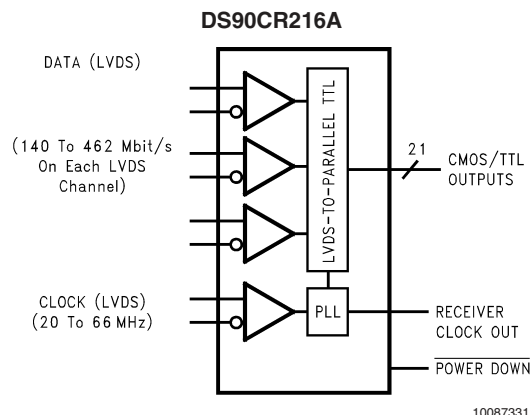 DS90CR216A
DATA (LVDS)
(140 To 462 Mbit/s
On Each LVDS
Channel)
LVDS-TO-PARALLEL TTL
21
CMOS/TTL
OUTPUTS
CLOCK (LVDS)
(20 To 66 MHz)
PLL
RECEIVER
CLOCK OUT
POWER DOWN
10087331